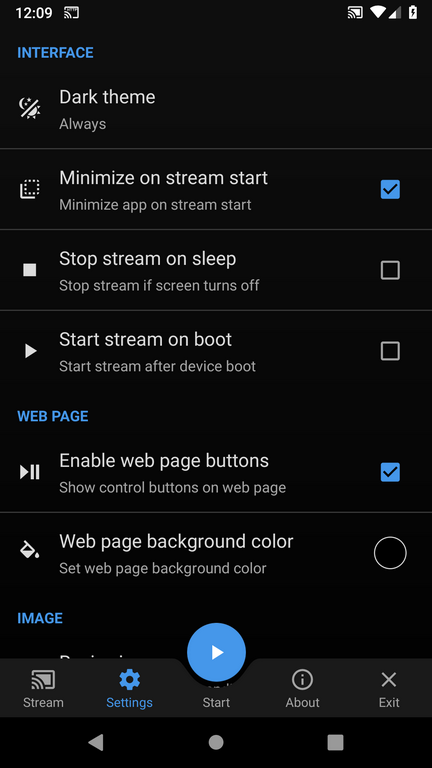 12:09
INTERFACE
Dark theme
Always
Minimize on stream start
Minimize app on stream start
Stop stream on sleep
Stop stream if screen turns off
Start stream on boot
Start stream after device boot
WEB PAGE
Enable web page buttons
Show control buttons on web page
Web page background color
Set web page background color
IMAGE
Stream
Settings
Start
About
Exit